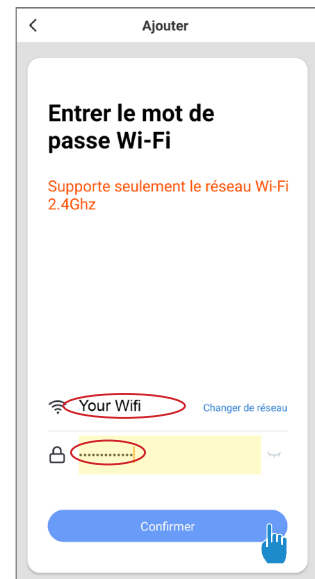 Ajouter
Entrer le mot de
passe Wi-Fi
Supporte seulement le réseau Wi-Fi
2.4Ghz
Your Wifi
Changer de réseau
•••••••••••••
Confirmer